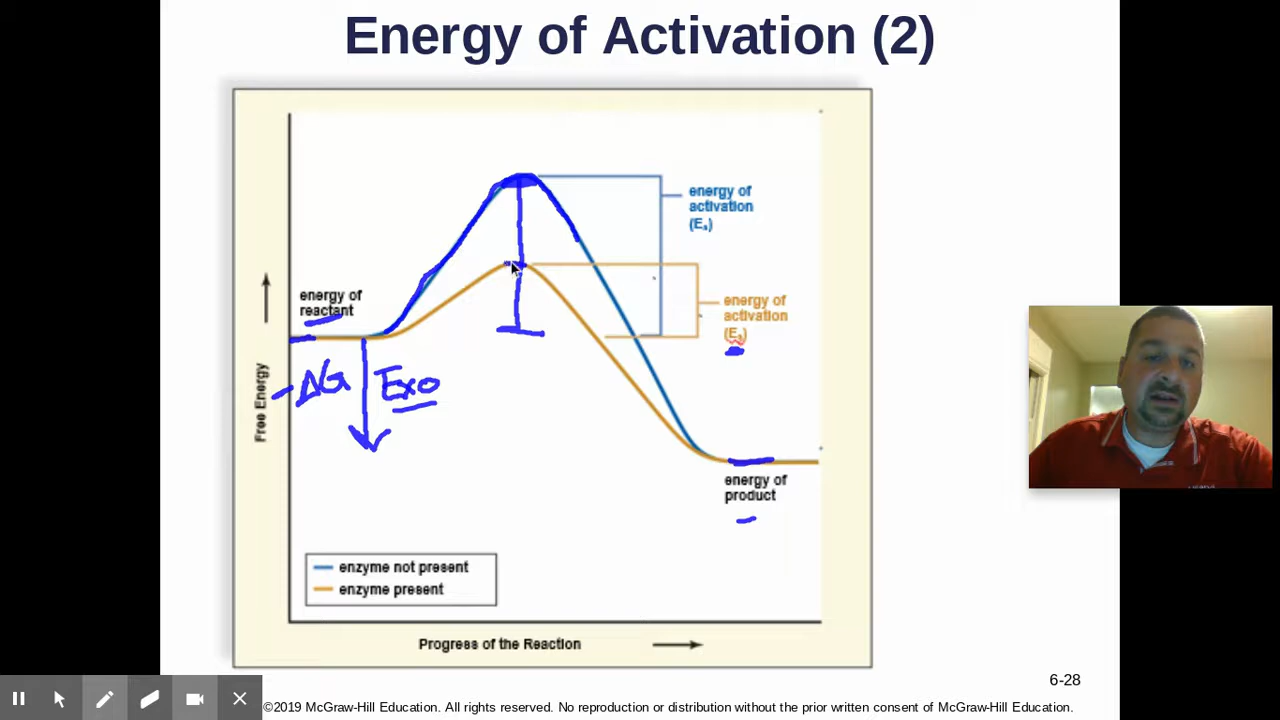 Energy of Activation (2)
energy of
activation
(Eₐ)
energy of
reactant
energy of
activation
(Eₐ)
-ΔG
Exo
Free Energy
energy of
product
enzyme not present
enzyme present
Progress of the Reaction
6-28
©2019 McGraw-Hill Education. All rights reserved. No reproduction or distribution without the prior written consent of McGraw-Hill Education.